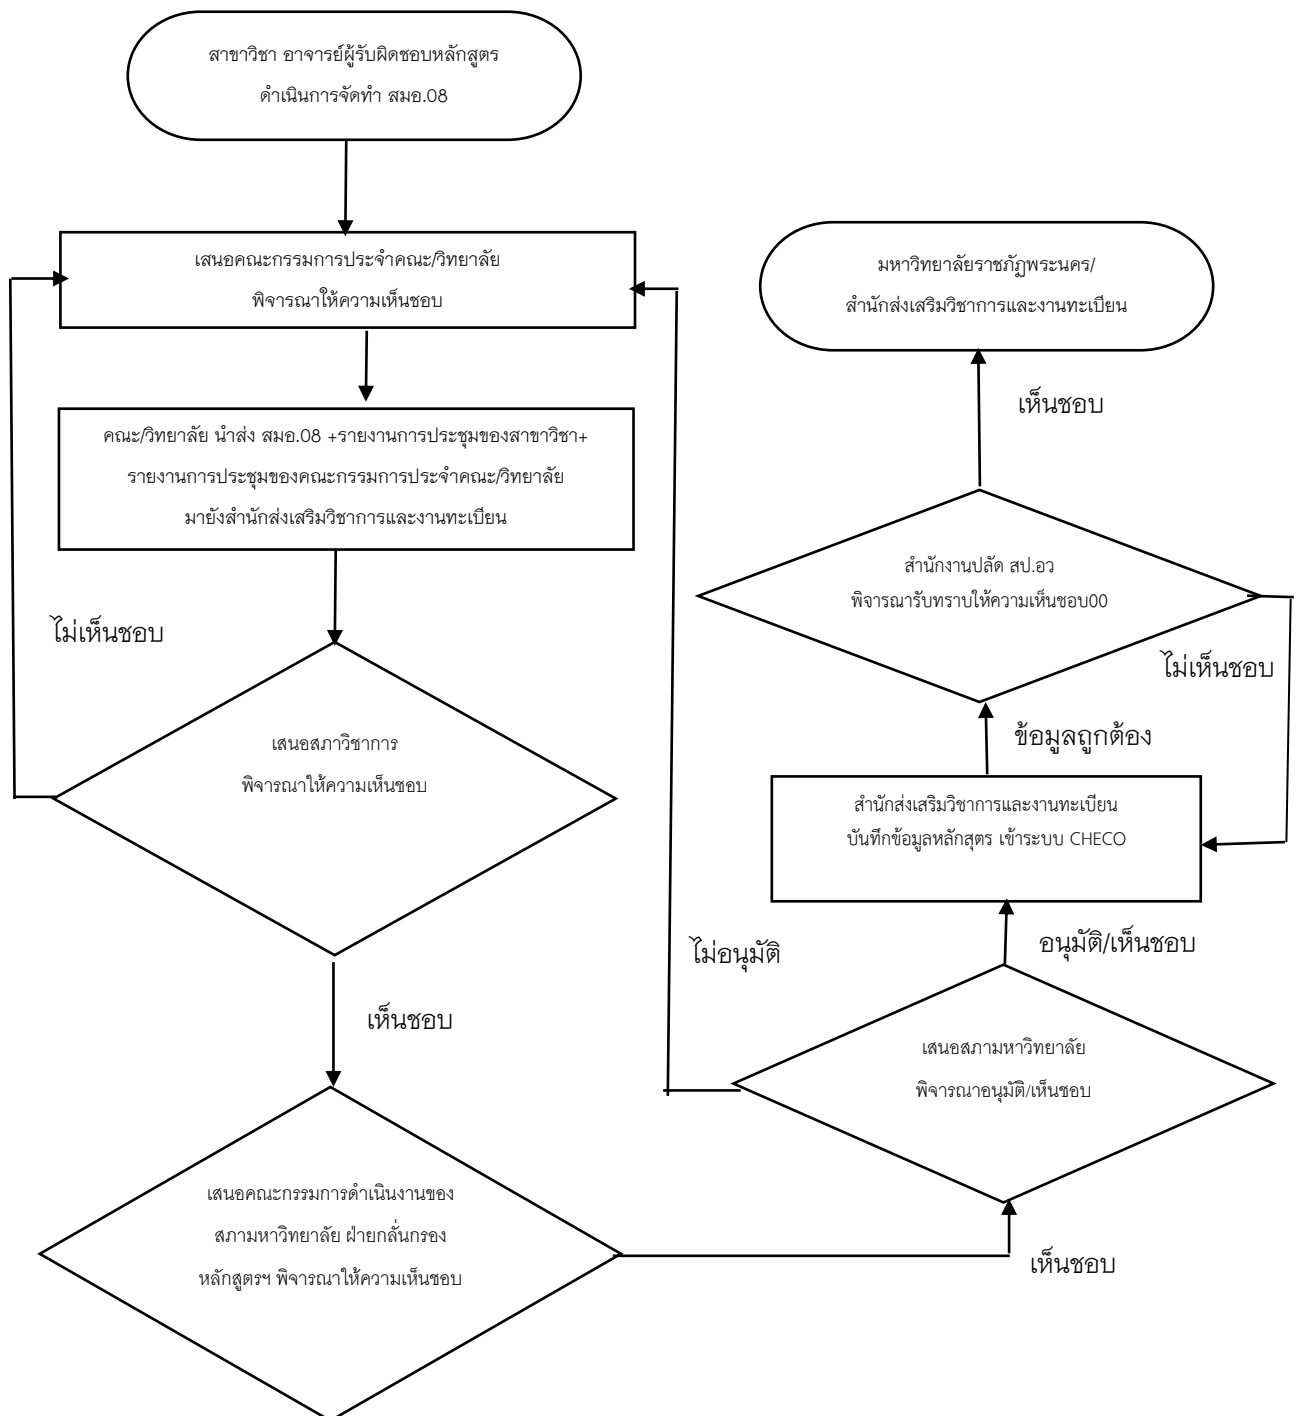 สาขาวิชา อาจารย์ผู้รับผิดชอบหลักสูตร
ดำเนินการจัดทำ สมอ.08
เสนอคณะกรรมการประจำคณะ/วิทยาลัย
พิจารณาให้ความเห็นชอบ
คณะ/วิทยาลัย นำส่ง สมอ.08 +รายงานการประชุมของสาขาวิชา+
รายงานการประชุมของคณะกรรมการประจำคณะ/วิทยาลัย
มายังสำนักส่งเสริมวิชาการและงานทะเบียน
ไม่เห็นชอบ
เสนอสภาวิชาการ
พิจารณาให้ความเห็นชอบ
เห็นชอบ
เสนอคณะกรรมการดำเนินงานของ
สภามหาวิทยาลัย ฝ่ายกลั่นกรอง
หลักสูตรฯ พิจารณาให้ความเห็นชอบ
เห็นชอบ
เสนอสภามหาวิทยาลัย
พิจารณาอนุมัติ/เห็นชอบ
ไม่อนุมัติ
อนุมัติ/เห็นชอบ
สำนักส่งเสริมวิชาการและงานทะเบียน
บันทึกข้อมูลหลักสุตร เข้าระบบ CHECO
ข้อมูลถูกต้อง
ไม่เห็นชอบ
สำนักงานปลัด สป.อว
พิจารณารับทราบให้ความเห็นชอบ00
เห็นชอบ
มหาวิทยาลัยราชภัฏพระนคร/
สำนักส่งเสริมวิชาการและงานทะเบียน